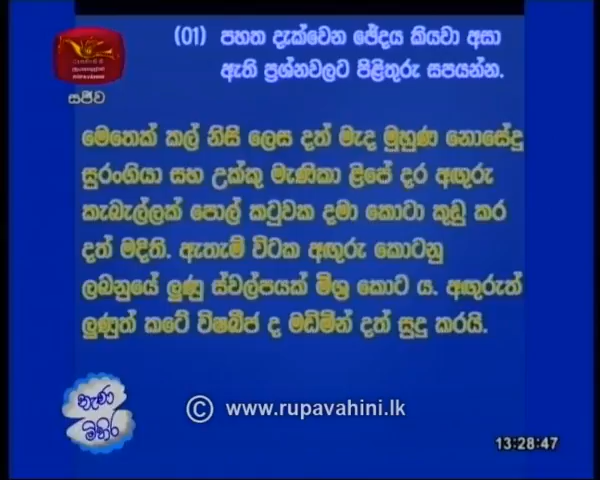 (01) පහත දැක්වෙන ඡේදය කියවා අසා
ඇති ප්‍රශ්නවලට පිළිතුරු සපයන්න.
RUPAVAHINI
සජීව
මෙතෙක් කල් නිසි ලෙස දත් මැද මුහුණ නොසේදූ
සුරංගියා සහ උක්කු මැණිකා ළිපේ දර අඟුරු
කැබැල්ලක් පොල් කටුවක දමා කොටා කුඩු කර
දත් මදිති. ඇතැම් විටක අඟුරු කොටනු
ලබනුයේ ලුණු ස්වල්පයක් මිශ්‍ර කොට ය. අඟුරුත්
ලුණුත් කටේ විෂබීජ ද මඩිමින් දත් සුදු කරයි.
නැණ
මිහිර
© www.rupavahini.lk
13:28:47